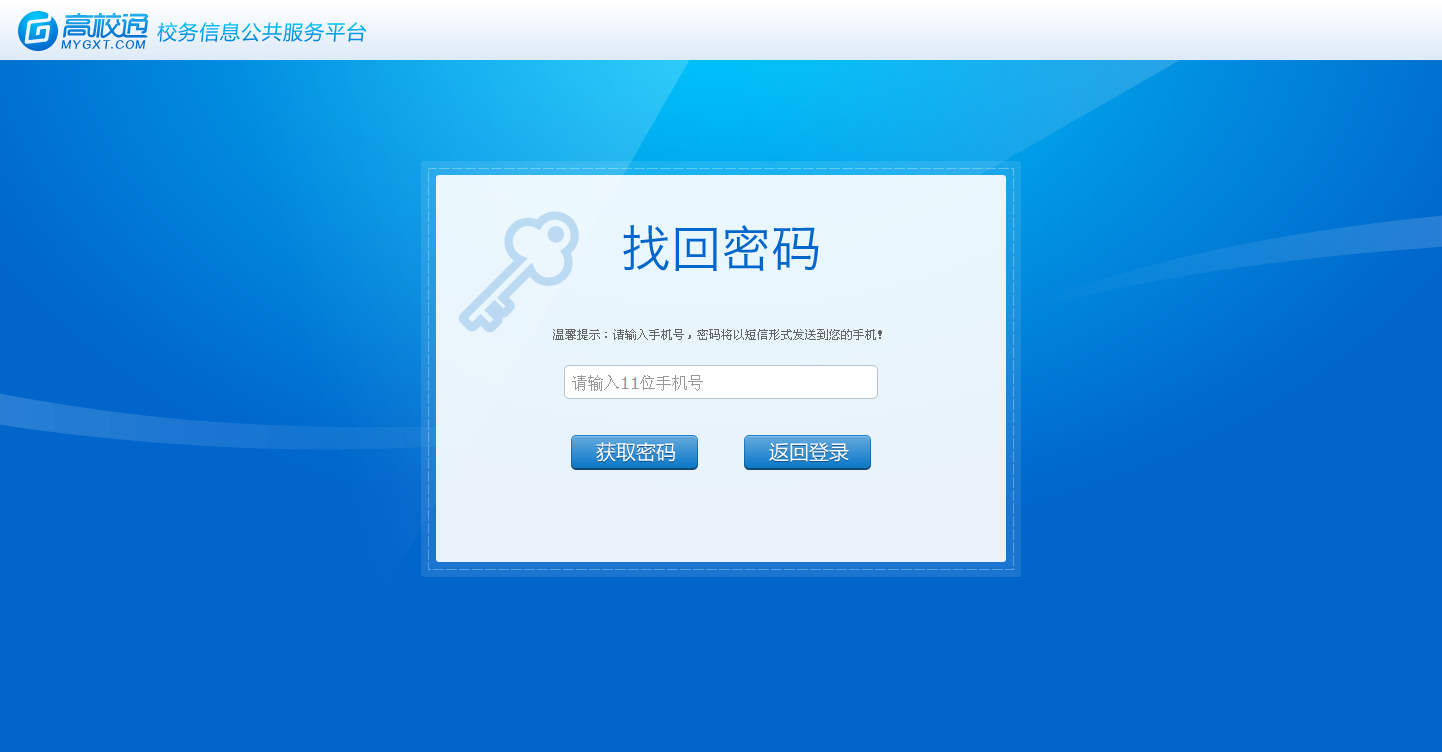 高校通
MYGXT.COM
校务信息公共服务平台
找回密码
温馨提示：请输入手机号，密码将以短信形式发送到您的手机！
请输入11位手机号
获取密码
返回登录